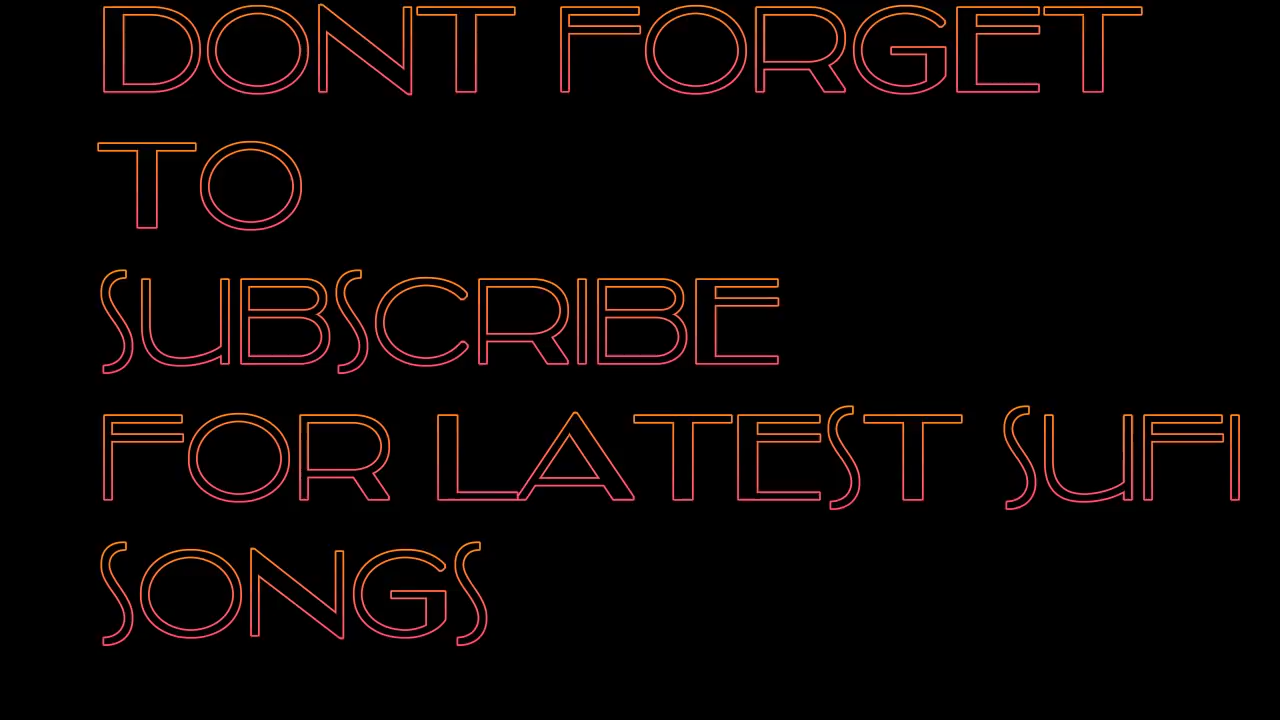 DONT FORGET
TO
SUBSCRIBE
FOR LATEST SUFI
SONGS